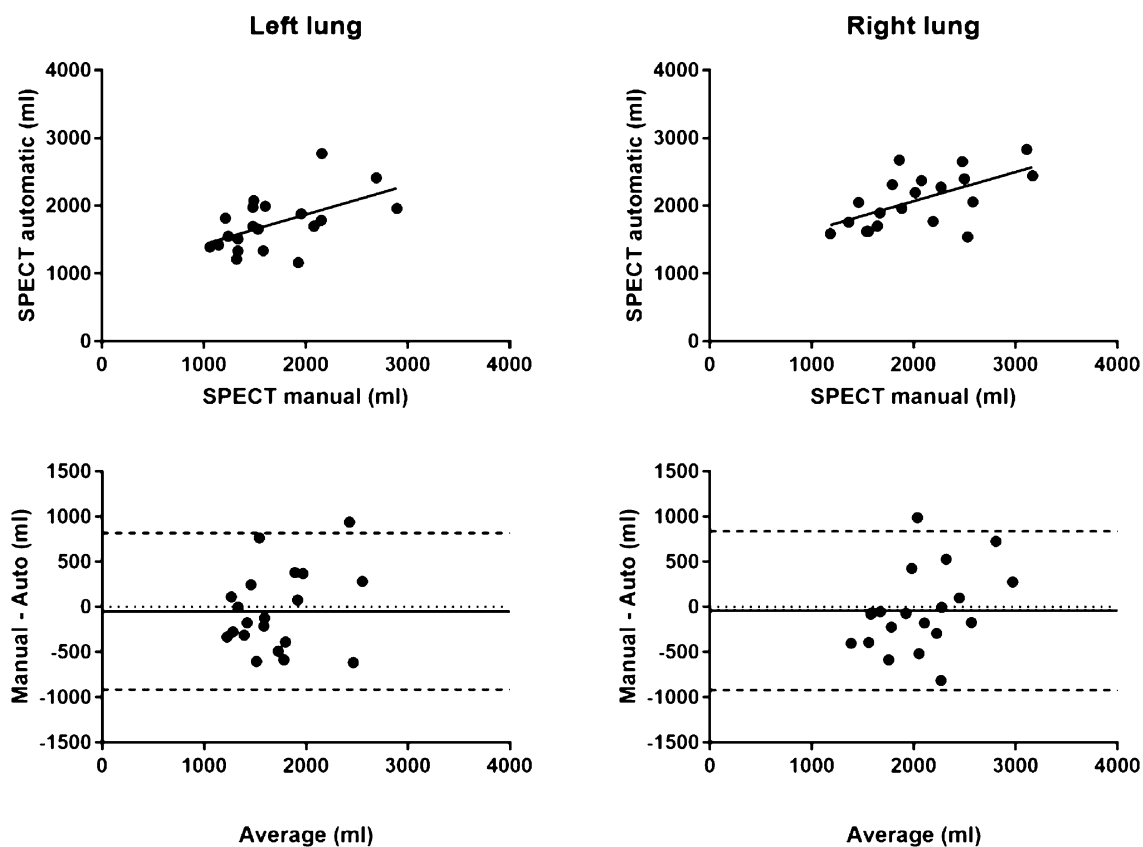 Left lung
SPECT automatic (ml)
4000
3000
2000
1000
0
0 1000 2000 3000 4000
SPECT manual (ml)
Right lung
SPECT automatic (ml)
4000
3000
2000
1000
0
0 1000 2000 3000 4000
SPECT manual (ml)
Manual - Auto (ml)
1500
1000
500
0
-500
-1000
-1500
0 1000 2000 3000 4000
Average (ml)
Manual - Auto (ml)
1500
1000
500
0
-500
-1000
-1500
0 1000 2000 3000 4000
Average (ml)